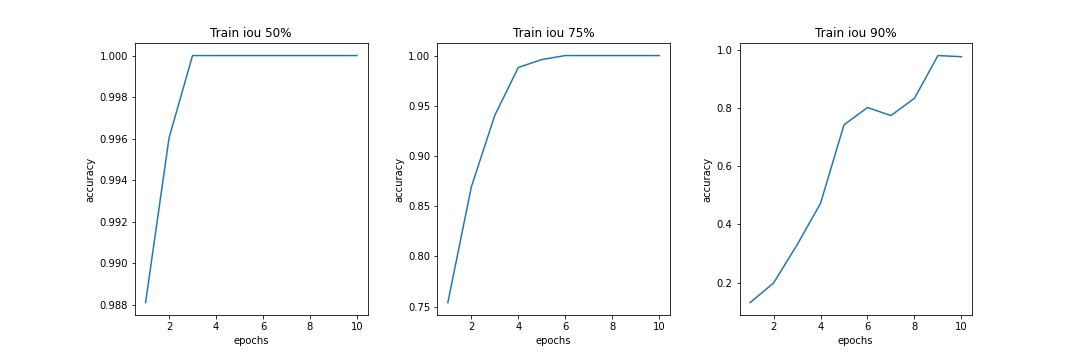 Train iou 50%
1.000
0.998
0.996
0.994
0.992
0.990
0.988
accuracy
2 4 6 8 10
epochs
Train iou 75%
1.00
0.95
0.90
0.85
0.80
0.75
accuracy
2 4 6 8 10
epochs
Train iou 90%
1.0
0.8
0.6
0.4
0.2
accuracy
2 4 6 8 10
epochs